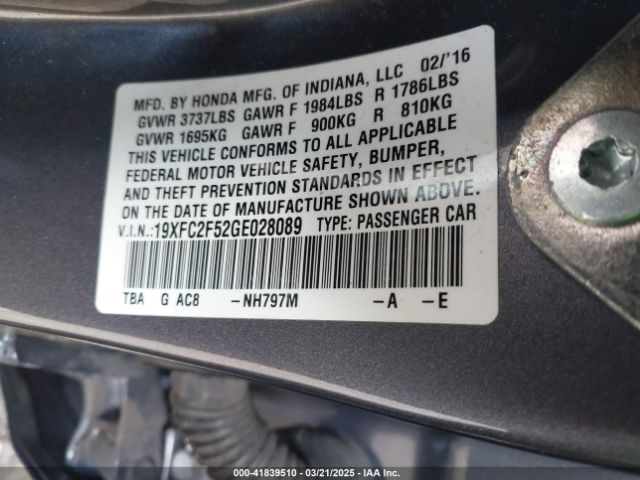 MFD. BY HONDA MFG. OF INDIANA, LLC 02/'16
GVWR 3737LBS GAWR F 1984LBS R 1786LBS
GVWR 1695KG GAWR F 900KG R 810KG
THIS VEHICLE CONFORMS TO ALL APPLICABLE
FEDERAL MOTOR VEHICLE SAFETY, BUMPER,
AND THEFT PREVENTION STANDARDS IN EFFECT
ON THE DATE OF MANUFACTURE SHOWN ABOVE.
V.I.N.:19XFC2F52GE028089 TYPE: PASSENGER CAR
TBA G AC8 -NH797M -A -E
000-41839510 - 03/21/2025 - IAA Inc.